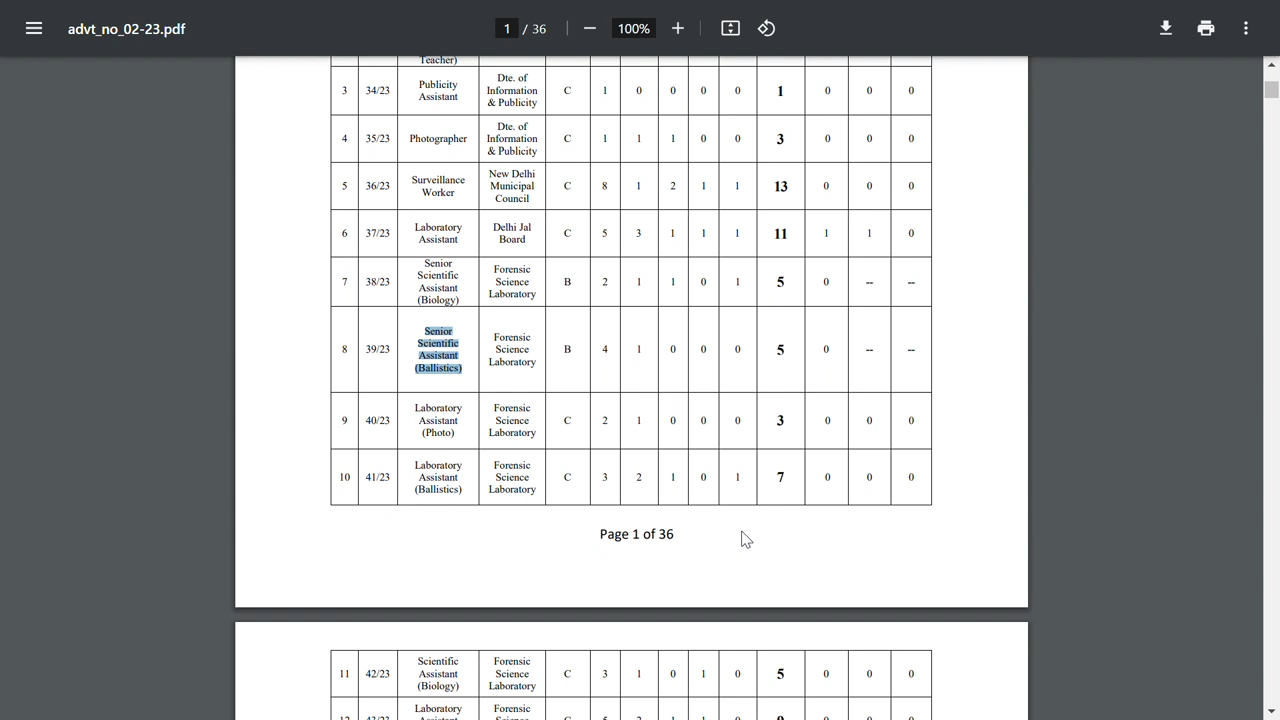 advt_no_02-23.pdf 1 / 36 100%
Teacher)
3 34/23 Publicity Assistant Dte. of Information & Publicity C 1 0 0 0 0 1 0 0 0
4 35/23 Photographer Dte. of Information & Publicity C 1 1 1 0 0 3 0 0 0
5 36/23 Surveillance Worker New Delhi Municipal Council C 8 1 2 1 1 13 0 0 0
6 37/23 Laboratory Assistant Delhi Jal Board C 5 3 1 1 1 11 1 1 0
7 38/23 Senior Scientific Assistant (Biology) Forensic Science Laboratory B 2 1 1 0 1 5 0 -- --
8 39/23 Senior Scientific Assistant (Ballistics) Forensic Science Laboratory B 4 1 0 0 0 5 0 -- --
9 40/23 Laboratory Assistant (Photo) Forensic Science Laboratory C 2 1 0 0 0 3 0 0 0
10 41/23 Laboratory Assistant (Ballistics) Forensic Science Laboratory C 3 2 1 0 1 7 0 0 0
Page 1 of 36
11 42/23 Scientific Assistant (Biology) Forensic Science Laboratory C 3 1 0 1 0 5 0 0 0
Laboratory Forensic